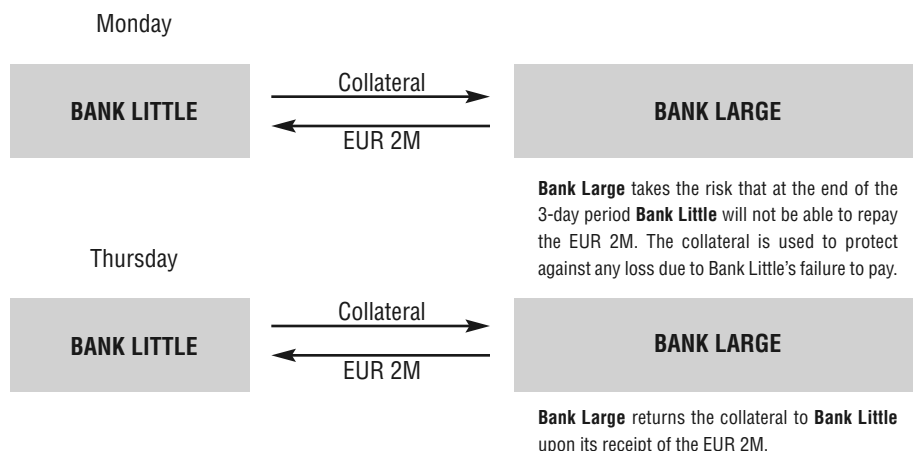 Monday
BANK LITTLE
Collateral
EUR 2M
BANK LARGE
Bank Large takes the risk that at the end of the
3-day period Bank Little will not be able to repay
the EUR 2M. The collateral is used to protect
against any loss due to Bank Little's failure to pay.
Thursday
BANK LITTLE
Collateral
EUR 2M
BANK LARGE
Bank Large returns the collateral to Bank Little
upon its receipt of the EUR 2M.